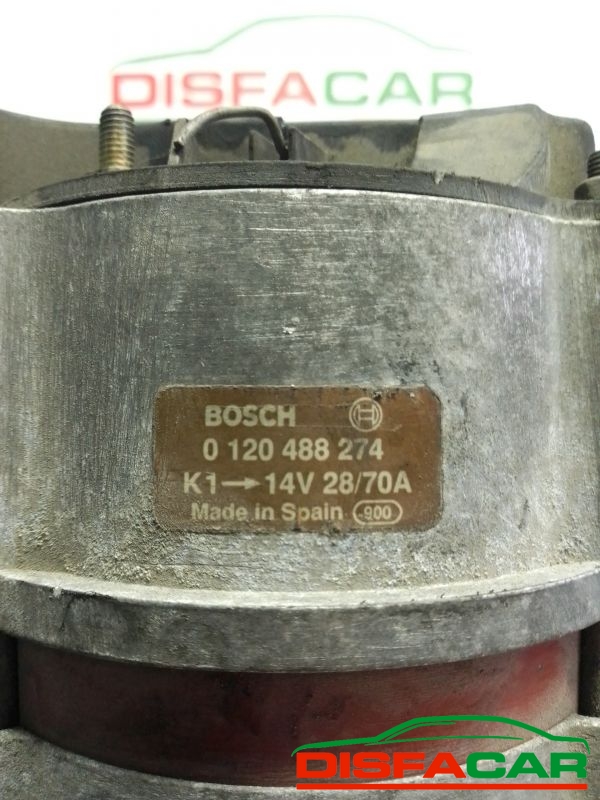 DISFACAR
BOSCH
0 120 488 274
K1→14V 28/70A
Made in Spain 900
DISFACAR